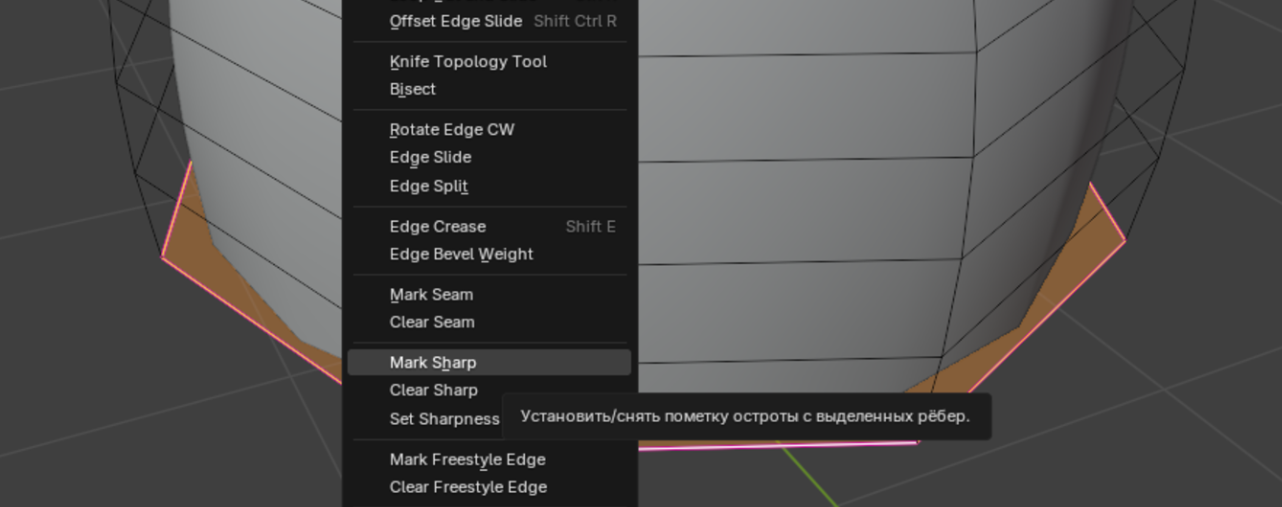 Offset Edge Slide Shift Ctrl R
Knife Topology Tool
Bisect
Rotate Edge CW
Edge Slide
Edge Split
Edge Crease Shift E
Edge Bevel Weight
Mark Seam
Clear Seam
Mark Sharp
Clear Sharp
Set Sharpness
Установить/снять пометку остроты с выделенных рёбер.
Mark Freestyle Edge
Clear Freestyle Edge